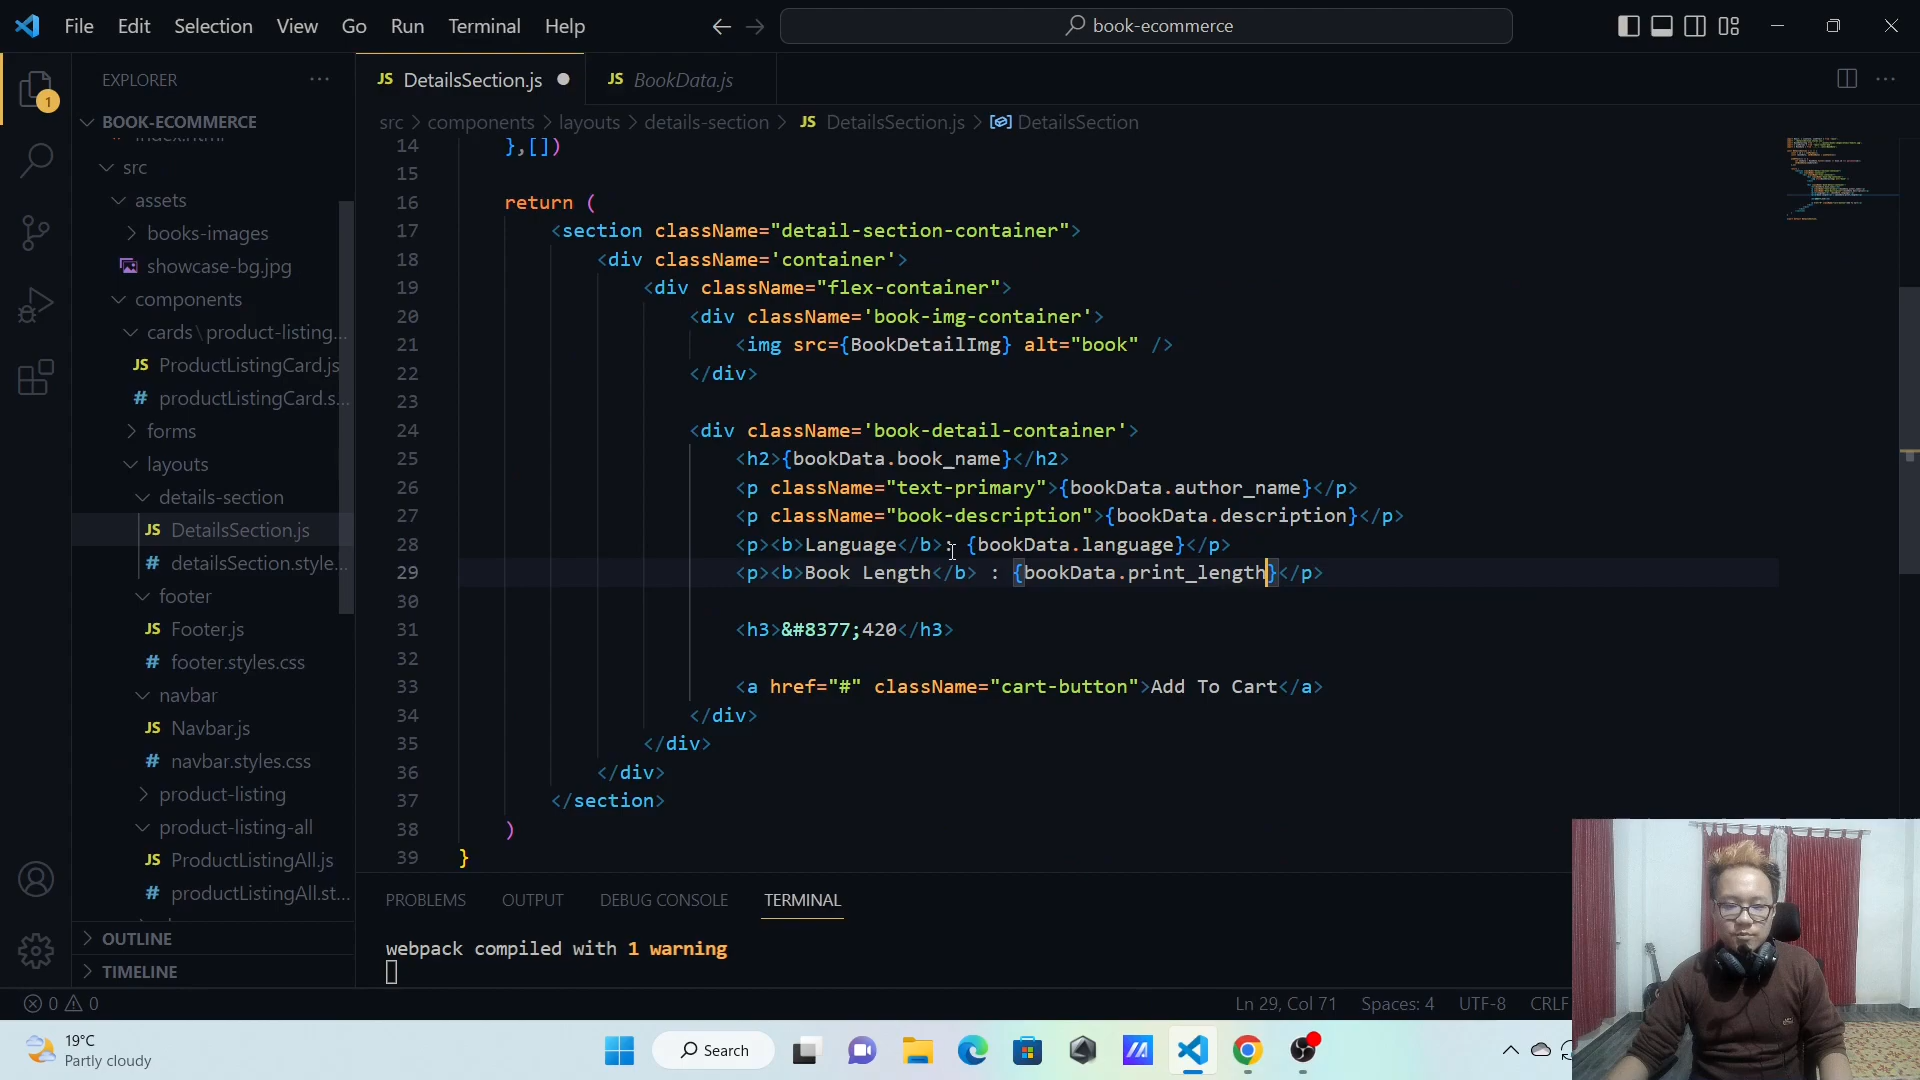 File Edit Selection View Go Run Terminal Help
book-ecommerce
EXPLORER
DetailsSection.js
BookData.js
BOOK-ECOMMERCE
src > components > layouts > details-section > JS DetailsSection.js > DetailsSection
index.html
src
assets
books-images
showcase-bg.jpg
components
cards\product-listing...
JS ProductListingCard.js
# productListingCard.s...
forms
layouts
details-section
JS DetailsSection.js
# detailsSection.style...
footer
JS Footer.js
# footer.styles.css
navbar
JS Navbar.js
# navbar.styles.css
product-listing
product-listing-all
JS ProductListingAll.js
# productListingAll.st...
OUTLINE
TIMELINE
14 },[])
15
16 return (
17 <section className="detail-section-container">
18 <div className='container'>
19 <div className="flex-container">
20 <div className='book-img-container'>
21 <img src={BookDetailImg} alt="book" />
22 </div>
23
24 <div className='book-detail-container'>
25 <h2>{bookData.book_name}</h2>
26 <p className="text-primary">{bookData.author_name}</p>
27 <p className="book-description">{bookData.description}</p>
28 <p><b>Language</b>: {bookData.language}</p>
29 <p><b>Book Length</b> : {bookData.print_length}</p>
30
31 <h3>&#8377;420</h3>
32
33 <a href="#" className="cart-button">Add To Cart</a>
34 </div>
35 </div>
36 </div>
37 </section>
38 )
39 }
PROBLEMS OUTPUT DEBUG CONSOLE TERMINAL
webpack compiled with 1 warning
0 0
Ln 29, Col 71 Spaces: 4 UTF-8 CRLF
19°C
Partly cloudy
Search